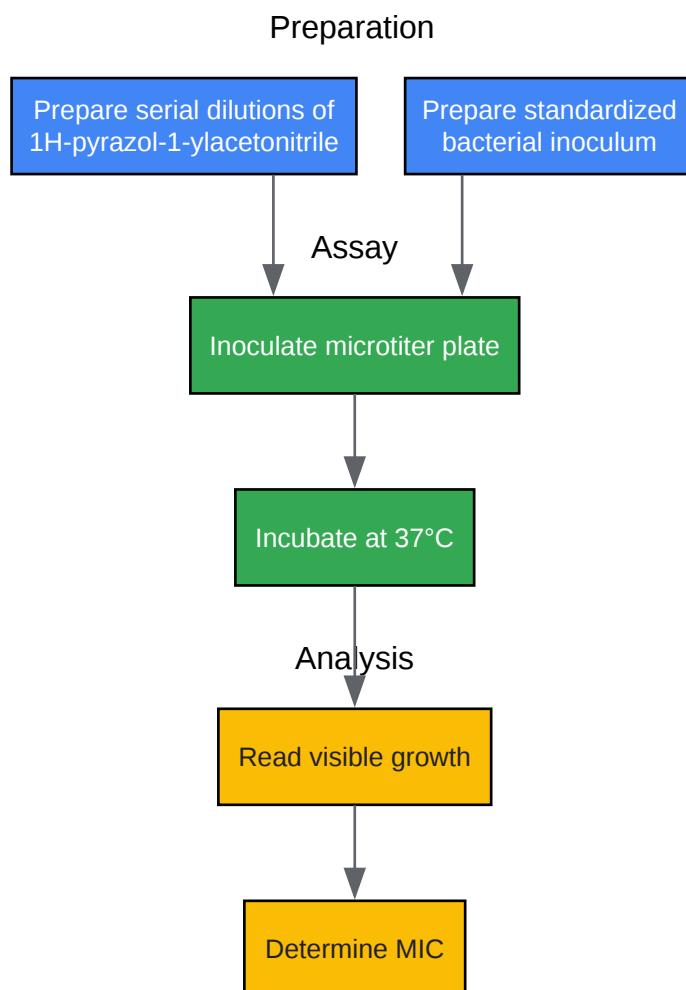 Preparation
Prepare serial dilutions of
1H-pyrazol-1-ylacetonitrile
Prepare standardized
bacterial inoculum
Assay
Inoculate microtiter plate
Incubate at 37°C
Analysis
Read visible growth
Determine MIC